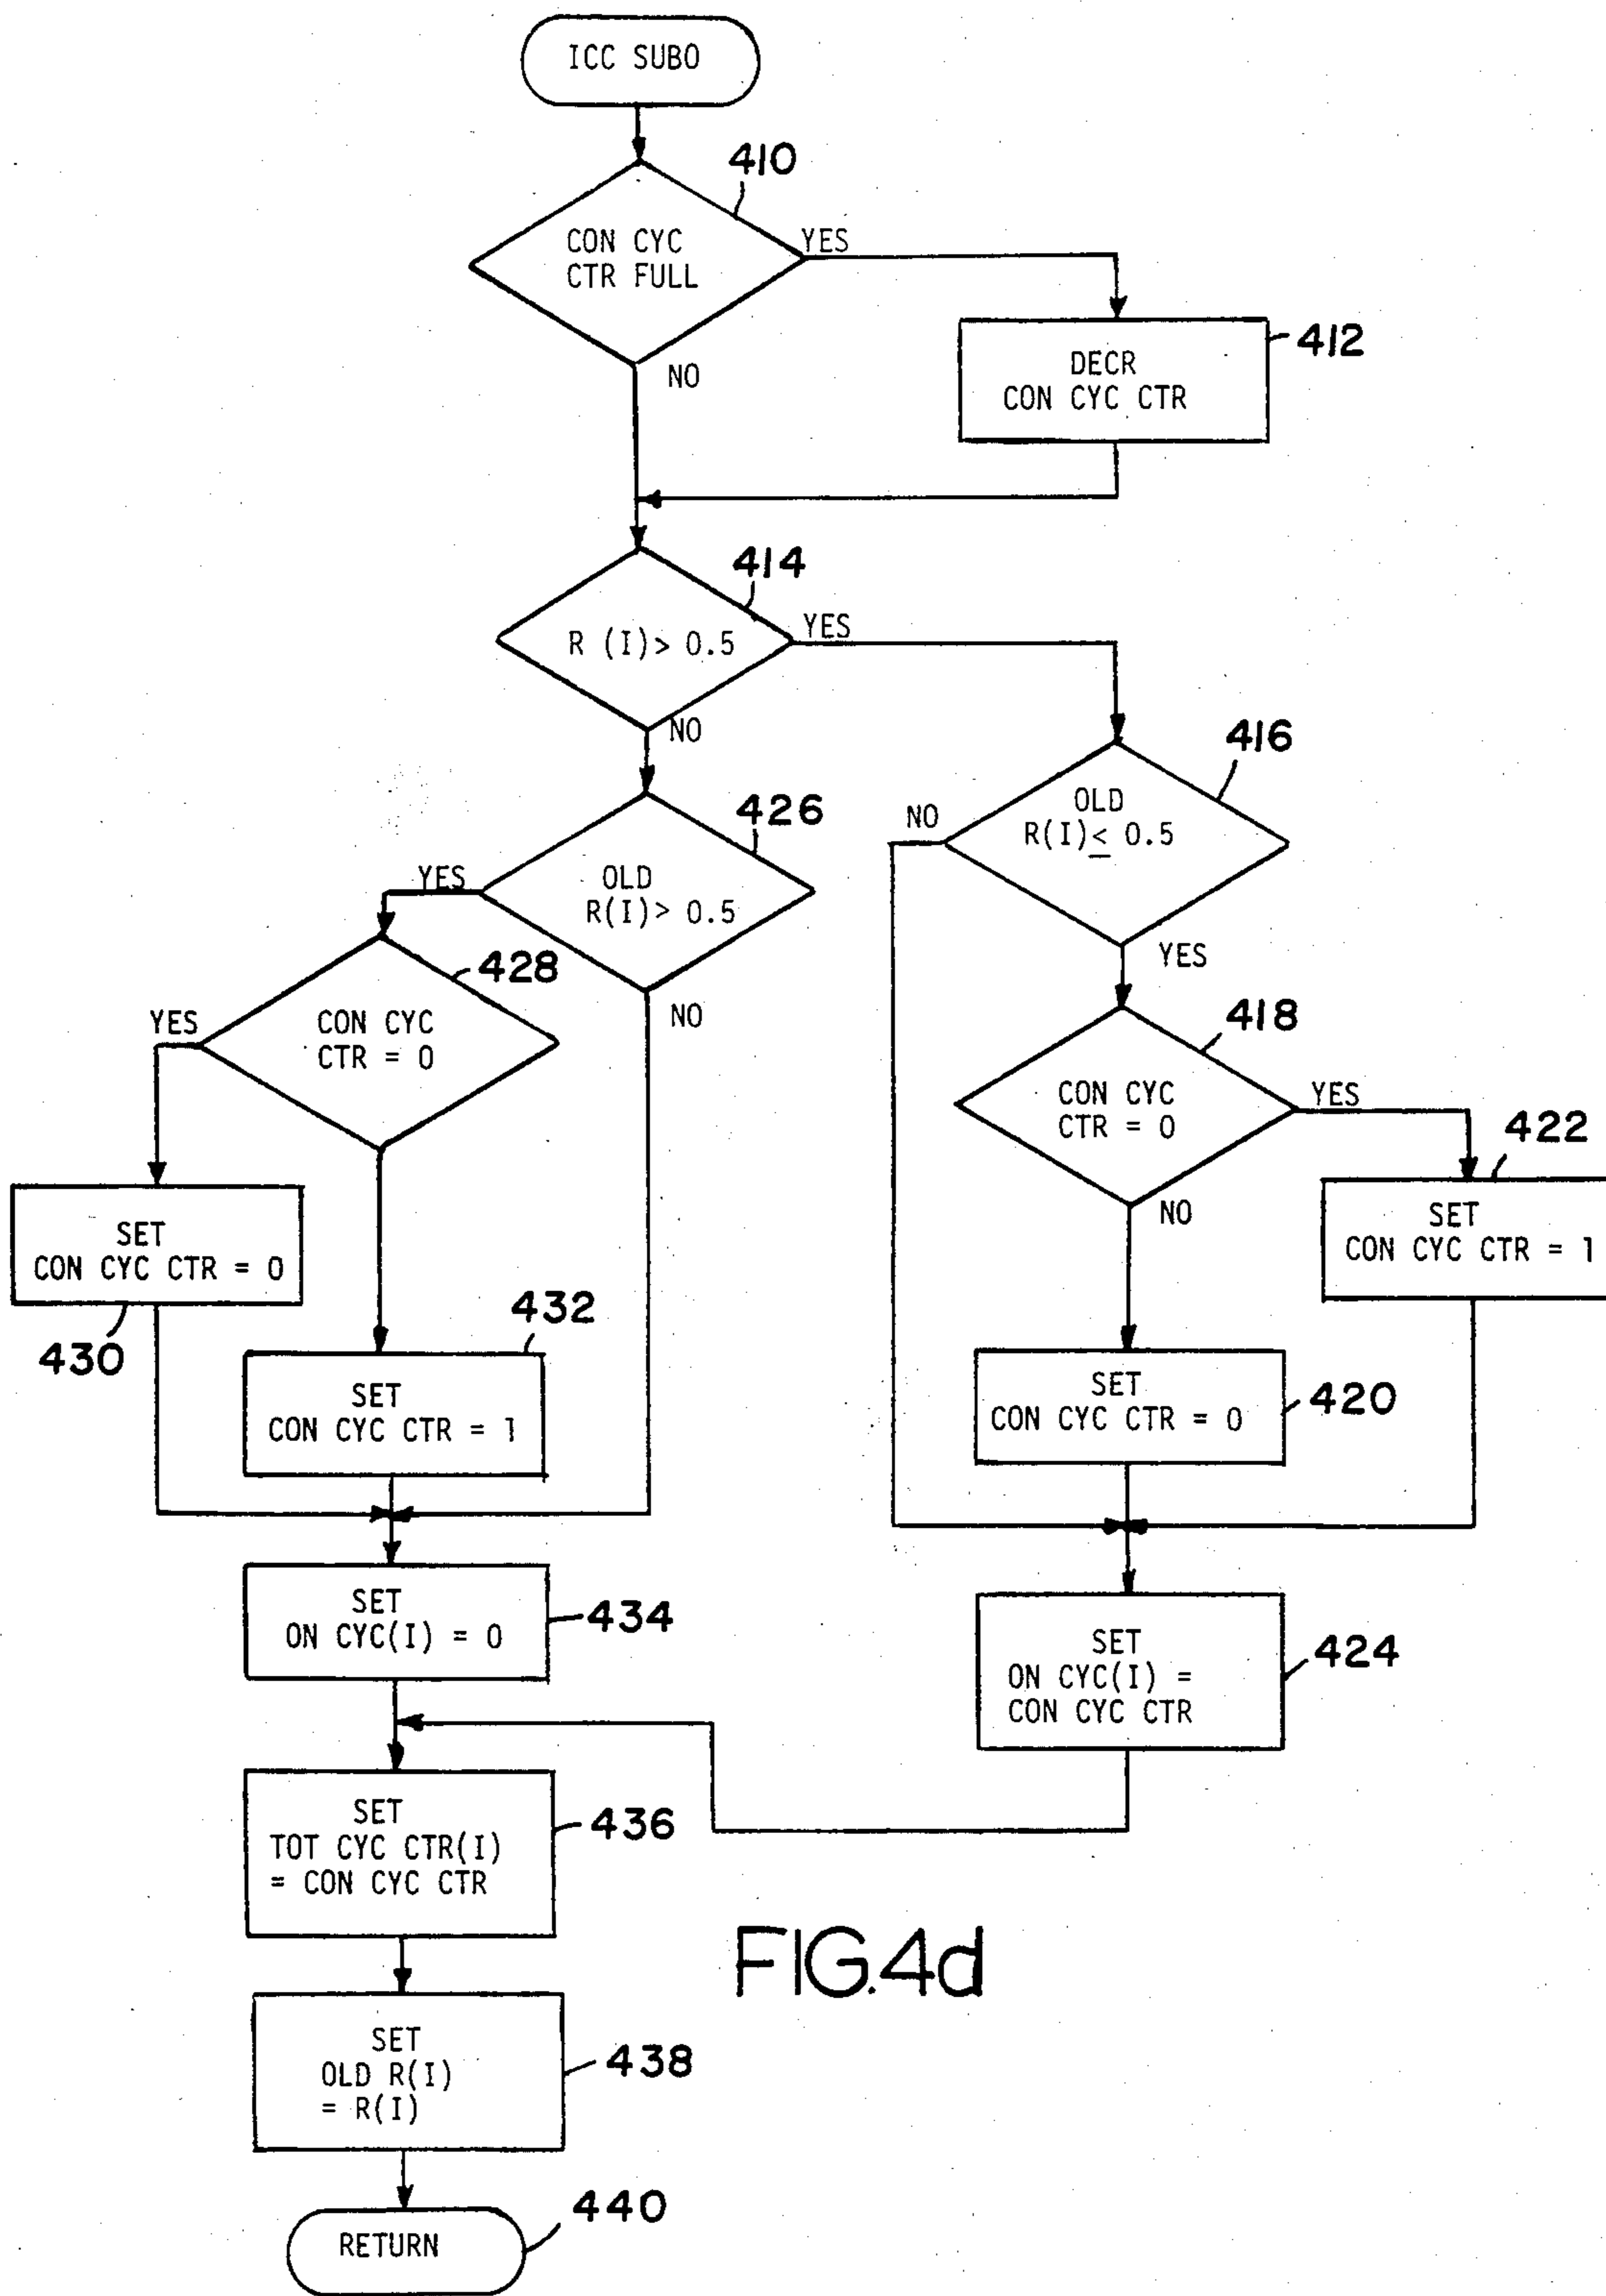 ICC SUBO
410
CON CYC
CTR FULL
YES
NO
412
DECR
CON CYC CTR
414
R (I)> 0.5
YES
NO
416
OLD
R(I)≤ 0.5
NO
YES
426
OLD
R(I)> 0.5
YES
NO
428
CON CYC
CTR = 0
YES
418
CON CYC
CTR = 0
YES
NO
422
SET
CON CYC CTR = 1
SET
CON CYC CTR = 0
430
432
SET
CON CYC CTR = 1
SET
CON CYC CTR = 0
420
SET
ON CYC(I) = 0
434
SET
ON CYC(I) =
CON CYC CTR
424
SET
TOT CYC CTR(I)
= CON CYC CTR
436
FIG.4d
SET
OLD R(I)
= R(I)
438
RETURN
440